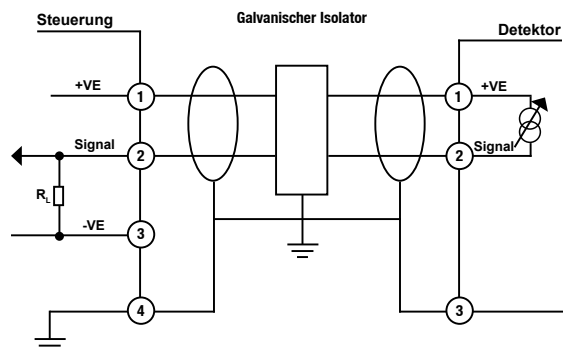 Galvanischer Isolator
Steuerung
Detektor
+VE
1
1
+VE
Signal
2
2
Signal
RL
-VE
3
4
3